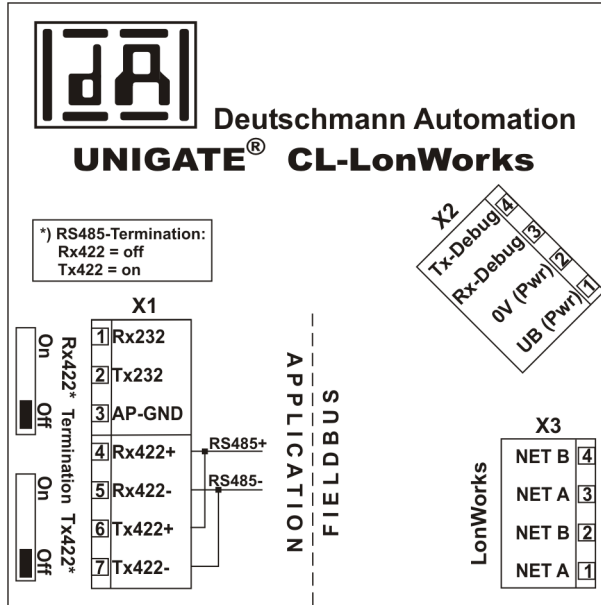 dA
Deutschmann Automation
UNIGATE® CL-LonWorks
*) RS485-Termination:
Rx422 = off
Tx422 = on
X2
Tx-Debug 4
Rx-Debug 3
0V (Pwr) 2
UB (Pwr) 1
X1
1 Rx232
2 Tx232
3 AP-GND
4 Rx422+
5 Rx422-
6 Tx422+
7 Tx422-
RS485+
RS485-
Rx422* Termination Tx422*
On
Off
On
Off
APPLICATION
FIELDBUS
X3
LonWorks
NET B 4
NET A 3
NET B 2
NET A 1